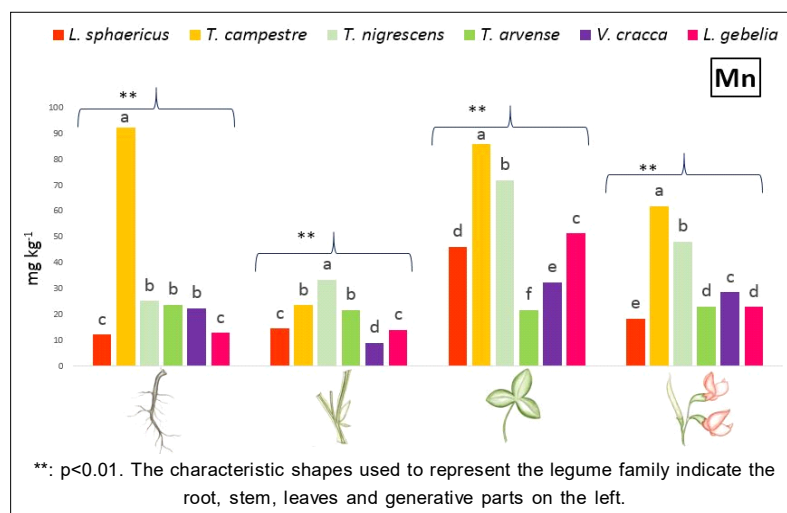 L. sphaericus T. campestre T. nigrescens T. arvense V. cracca L. gebelia
Mn
mg kg⁻¹
100
90
80
70
60
50
40
30
20
10
0
**
c a b b b c
**
c b a b d c
**
d a b f e c
**
e a b d c d
**: p<0.01. The characteristic shapes used to represent the legume family indicate the
root, stem, leaves and generative parts on the left.